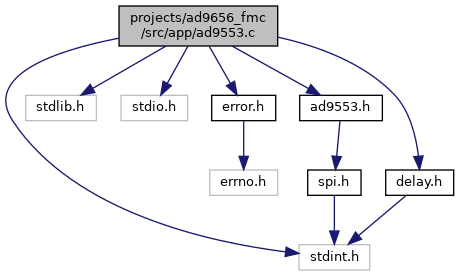 projects/ad9656_fmc
/src/app/ad9553.c
stdlib.h
stdio.h
error.h
ad9553.h
errno.h
spi.h
delay.h
stdint.h